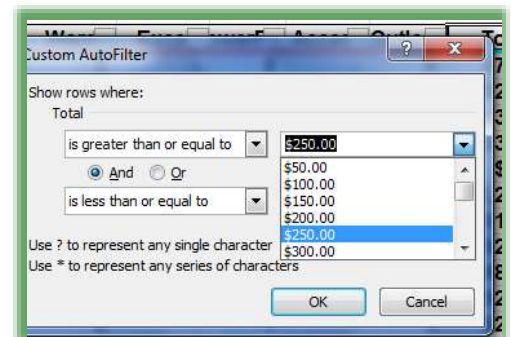 Custom AutoFilter
Show rows where:
Total
is greater than or equal to $250.00
And Or $50.00
$100.00
is less than or equal to $150.00
$200.00
$250.00
Use ? to represent any single character $300.00
Use * to represent any series of characters
OK Cancel